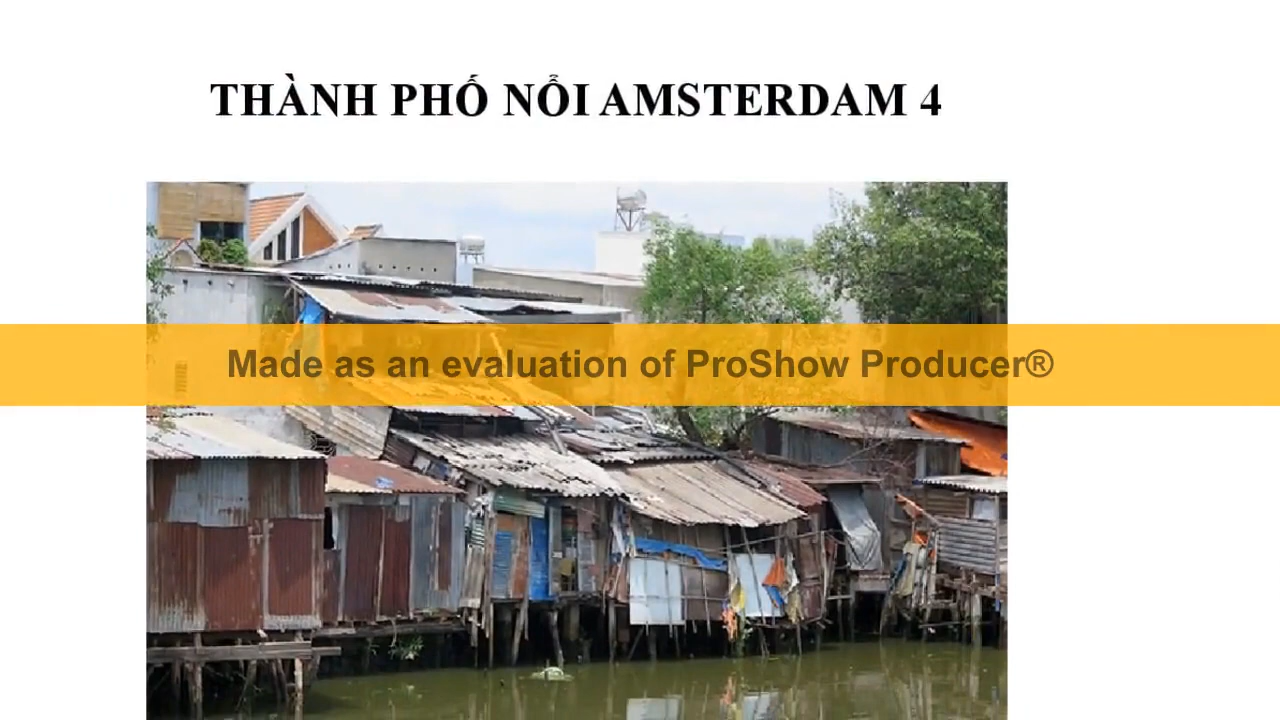 THÀNH PHỐ NỔI AMSTERDAM 4
Made as an evaluation of ProShow Producer®